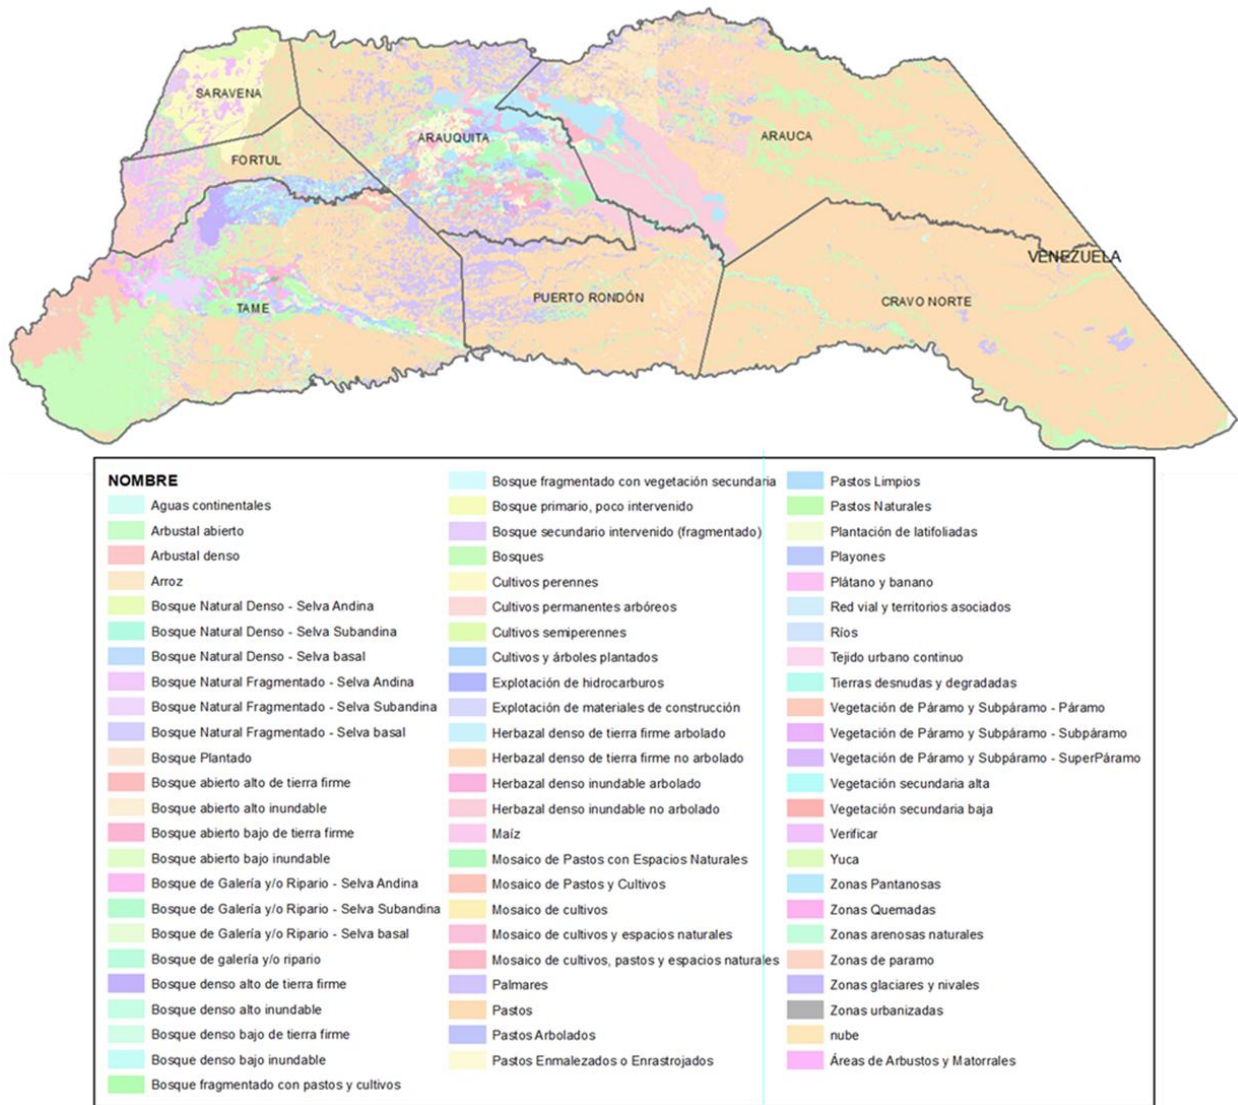 SARAVENA
ARAUQUITA
ARAUCA
FORTUL
VENEZUELA
PUERTO RONDÓN
CRAVO NORTE
TAME
NOMBRE
Aguas continentales
Arbustal abierto
Arbustal denso
Arroz
Bosque Natural Denso - Selva Andina
Bosque Natural Denso - Selva Subandina
Bosque Natural Denso - Selva basal
Bosque Natural Fragmentado - Selva Andina
Bosque Natural Fragmentado - Selva Subandina
Bosque Natural Fragmentado - Selva basal
Bosque Plantado
Bosque abierto alto de tierra firme
Bosque abierto alto inundable
Bosque abierto bajo de tierra firme
Bosque abierto bajo inundable
Bosque de Galería y/o Ripario - Selva Andina
Bosque de Galería y/o Ripario - Selva Subandina
Bosque de Galería y/o Ripario - Selva basal
Bosque de galería y/o ripario
Bosque denso alto de tierra firme
Bosque denso alto inundable
Bosque denso bajo de tierra firme
Bosque denso bajo inundable
Bosque fragmentado con pastos y cultivos
Bosque fragmentado con vegetación secundaria
Bosque primario, poco intervenido
Bosque secundario intervenido (fragmentado)
Bosques
Cultivos perennes
Cultivos permanentes arbóreos
Cultivos semiperennes
Cultivos y árboles plantados
Explotación de hidrocarburos
Explotación de materiales de construcción
Herbazal denso de tierra firme arbolado
Herbazal denso de tierra firme no arbolado
Herbazal denso inundable arbolado
Herbazal denso inundable no arbolado
Maíz
Mosaico de Pastos con Espacios Naturales
Mosaico de Pastos y Cultivos
Mosaico de cultivos
Mosaico de cultivos y espacios naturales
Mosaico de cultivos, pastos y espacios naturales
Palmares
Pastos
Pastos Arbolados
Pastos Enmalezados o Enrastrojados
Pastos Limpios
Pastos Naturales
Plantación de latifoliadas
Playones
Plátano y banano
Red vial y territorios asociados
Ríos
Tejido urbano continuo
Tierras desnudas y degradadas
Vegetación de Páramo y Subpáramo - Páramo
Vegetación de Páramo y Subpáramo - Subpáramo
Vegetación de Páramo y Subpáramo - SuperPáramo
Vegetación secundaria alta
Vegetación secundaria baja
Verificar
Yuca
Zonas Pantanosas
Zonas Quemadas
Zonas arenosas naturales
Zonas de paramo
Zonas glaciares y nivales
Zonas urbanizadas
nube
Áreas de Arbustos y Matorrales